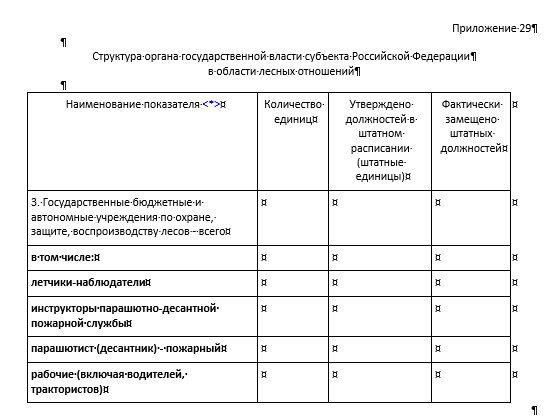 Приложение 29
Структура органа государственной власти субъекта Российской Федерации
в области лесных отношений
Наименование показателя <*>
Количество
единиц
Утверждено
должностей в
штатном
расписании
(штатные
единицы)
Фактически
замещено
штатных
должностей
3. Государственные бюджетные и
автономные учреждения по охране,
защите, воспроизводству лесов - всего
в том числе:
летчики-наблюдатели
инструкторы парашютно-десантной
пожарной службы
парашютист (десантник) - пожарный
рабочие (включая водителей,
трактористов)